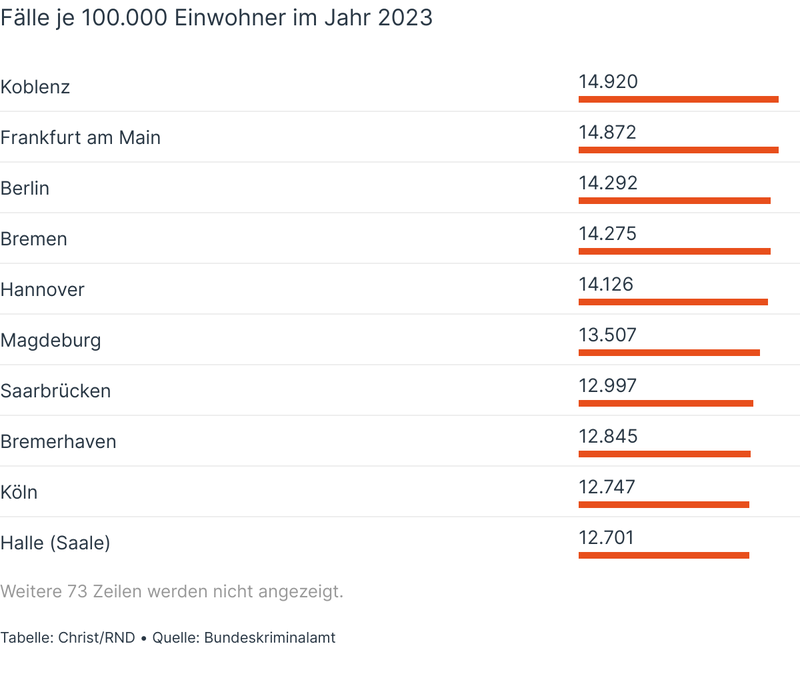 Fälle je 100.000 Einwohner im Jahr 2023
Koblenz 14.920
Frankfurt am Main 14.872
Berlin 14.292
Bremen 14.275
Hannover 14.126
Magdeburg 13.507
Saarbrücken 12.997
Bremerhaven 12.845
Köln 12.747
Halle (Saale) 12.701
Weitere 73 Zeilen werden nicht angezeigt.
Tabelle: Christ/RND • Quelle: Bundeskriminalamt